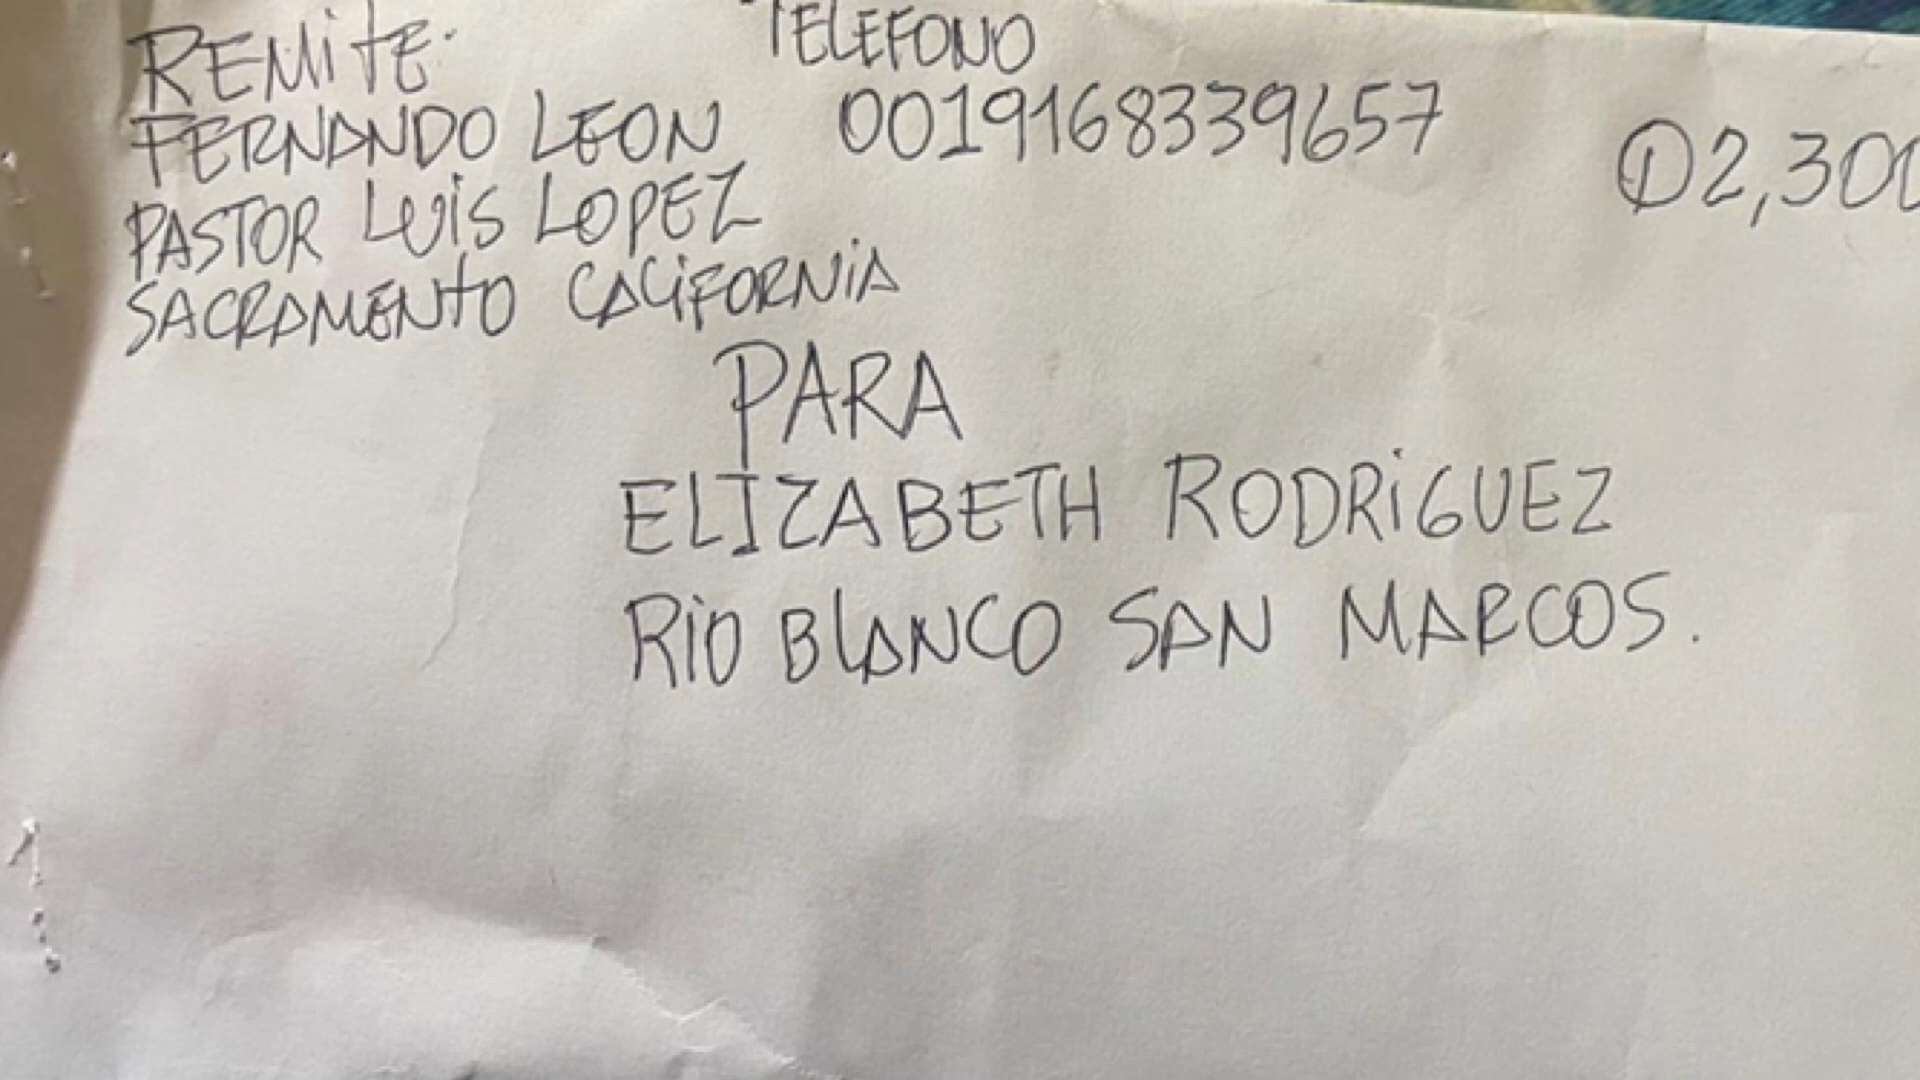 REMITE.
TELEFONO
FERNANDO LEON 0019168339657
PASTOR LUIS LOPEZ
SACRAMENTO CALIFORNIA
PARA
ELIZABETH RODRIGUEZ
RIO BLANCO SAN MARCOS.